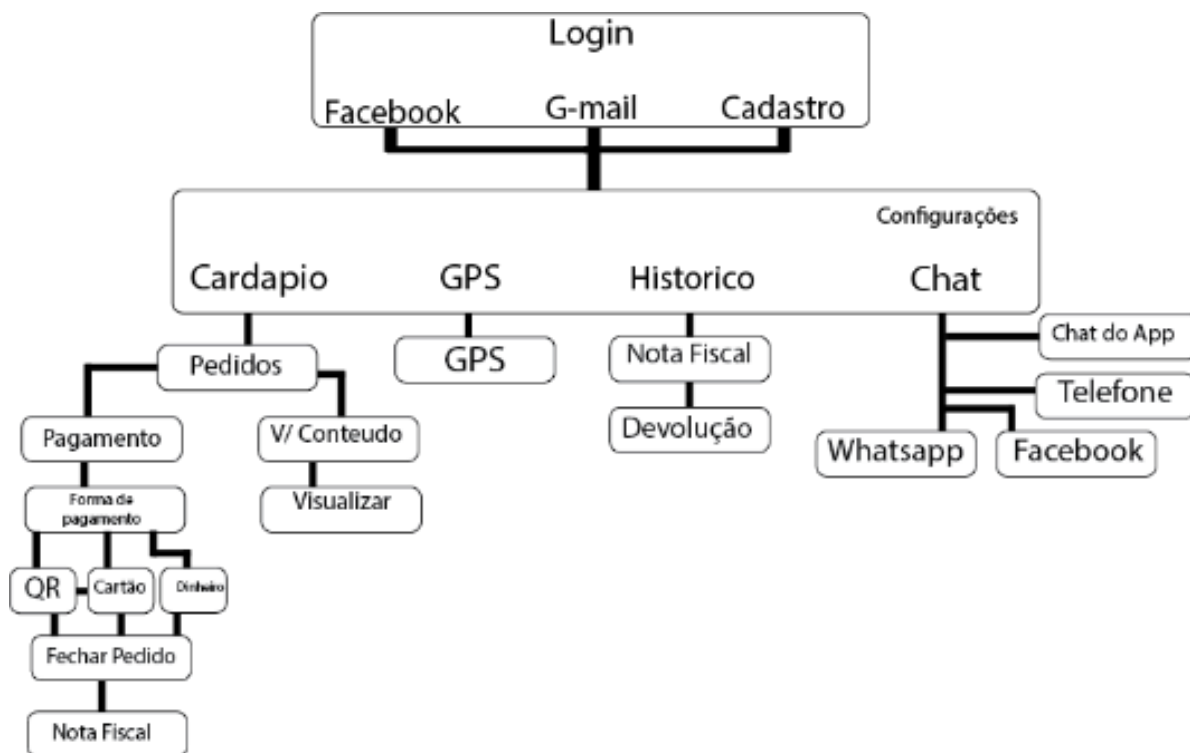 Login
Facebook G-mail Cadastro
Configurações
Cardapio GPS Historico Chat
Pedidos
GPS
Nota Fiscal
Chat do App
Telefone
Pagamento
V/ Conteudo
Devolução
Whatsapp
Facebook
Forma de
pagamento
Visualizar
QR
Cartão
Dinheiro
Fechar Pedido
Nota Fiscal